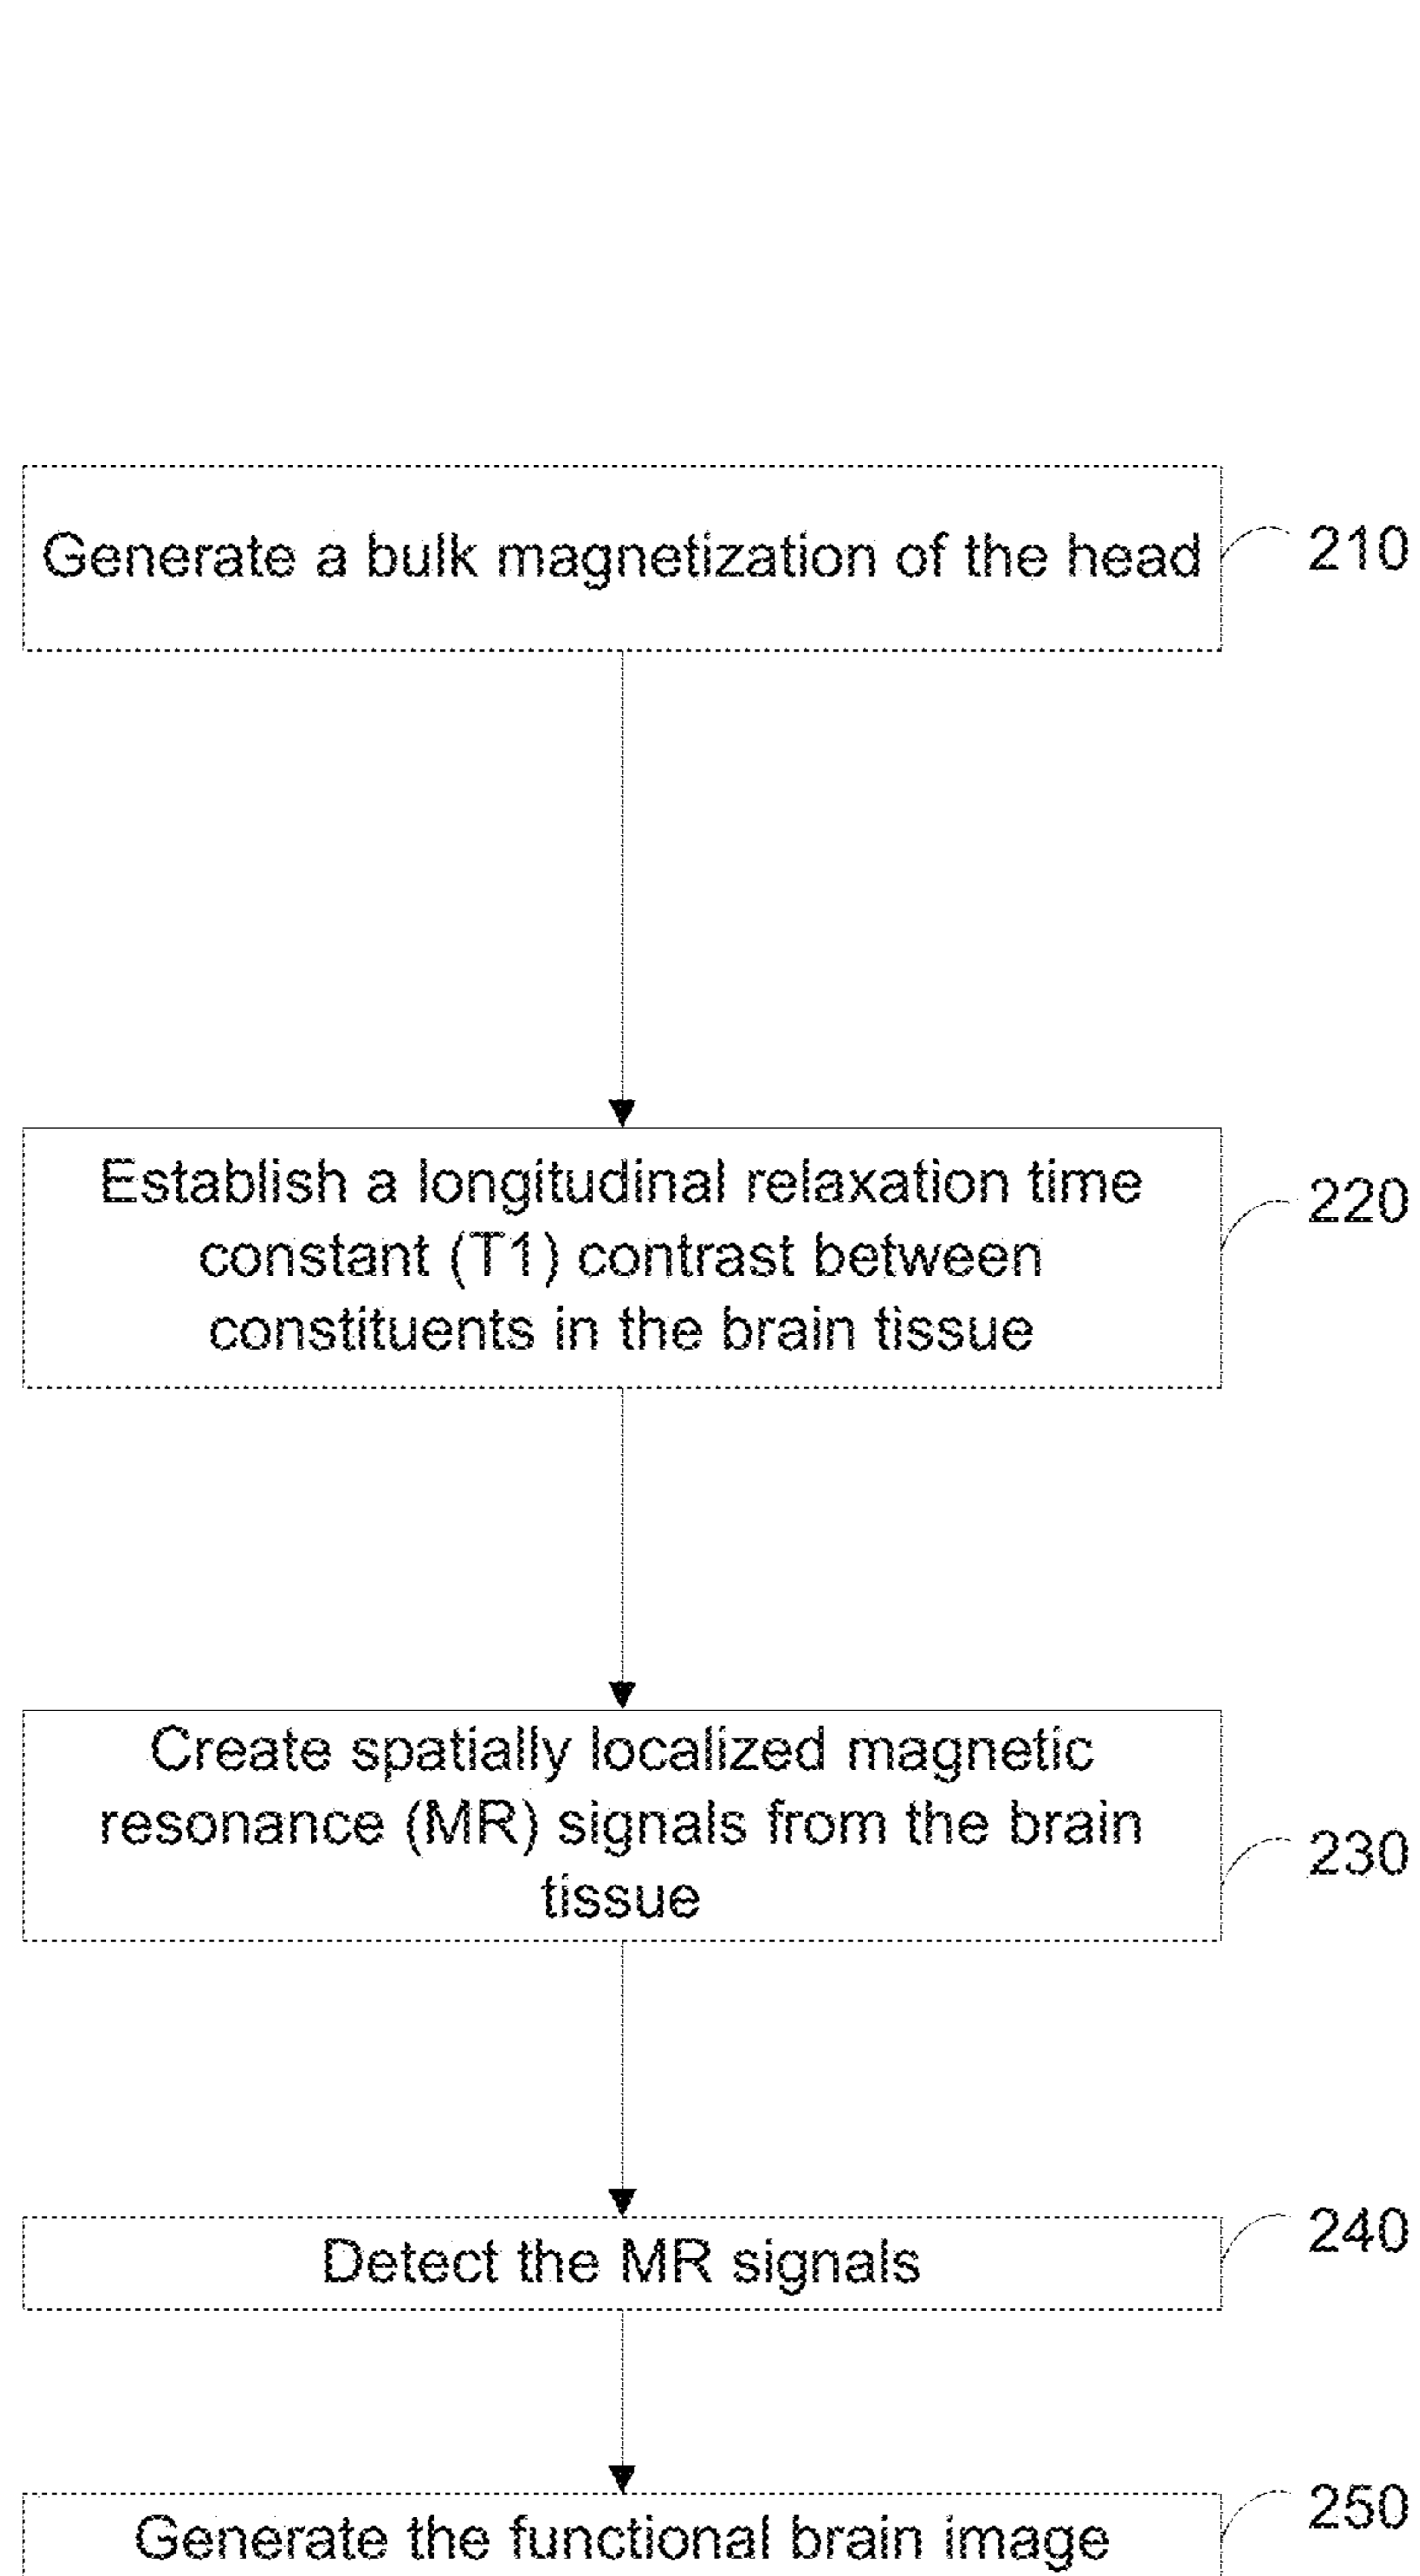 Generate a bulk magnetization of the head
210
Establish a longitudinal relaxation time
constant (T1) contrast between
constituents in the brain tissue
220
Create spatially localized magnetic
resonance (MR) signals from the brain
tissue
230
Detect the MR signals
240
Generate the functional brain image
250